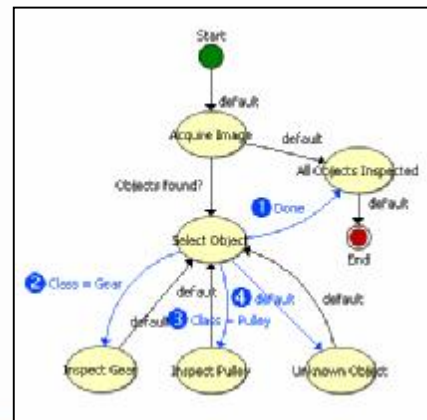 Start
default
Acquire Image
default
All Objects Inspected
Objects found?
1 Done
default
Select Object
End
2 Class = Gear
default
4 default
default
3 Class = Pulley
default
Inspect Gear
Inspect Pulley
Unknown Object